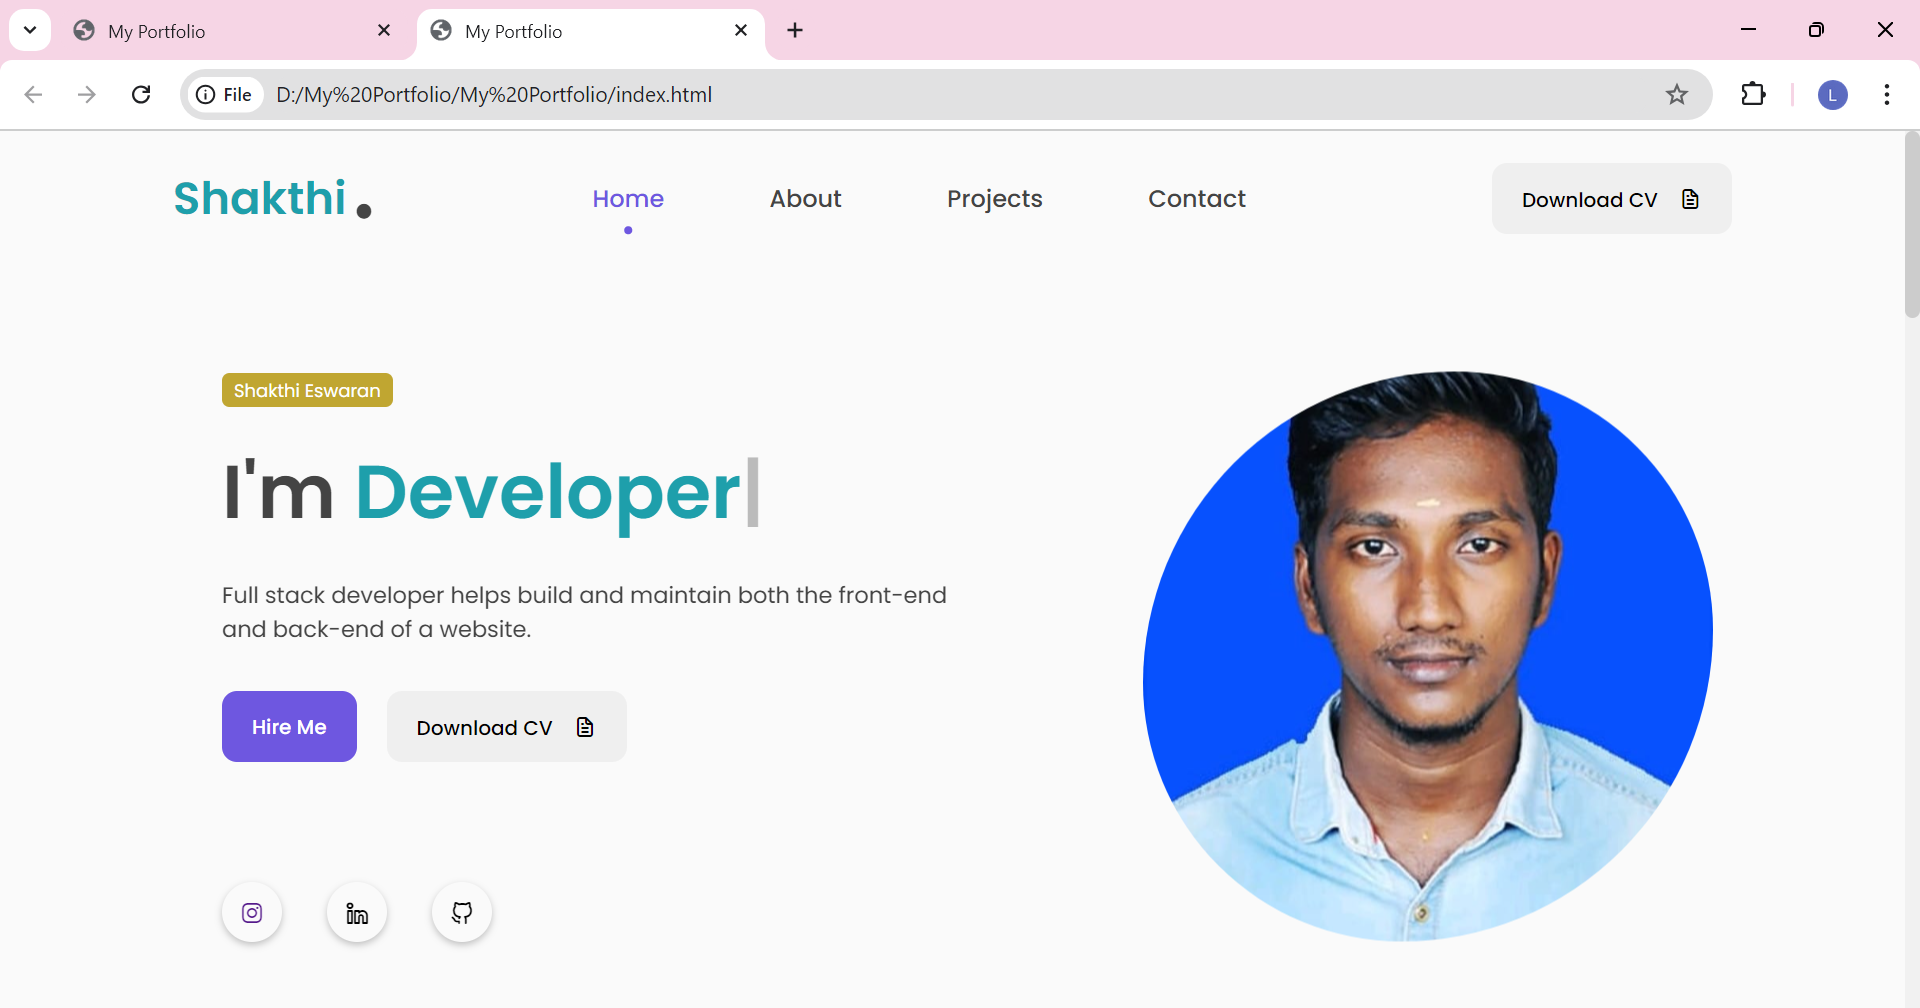 My Portfolio
My Portfolio
File D:/My%20Portfolio/My%20Portfolio/index.html
L
Shakthi.
Home
About
Projects
Contact
Download CV
Shakthi Eswaran
I'm Developer|
Full stack developer helps build and maintain both the front-end
and back-end of a website.
Hire Me
Download CV
in